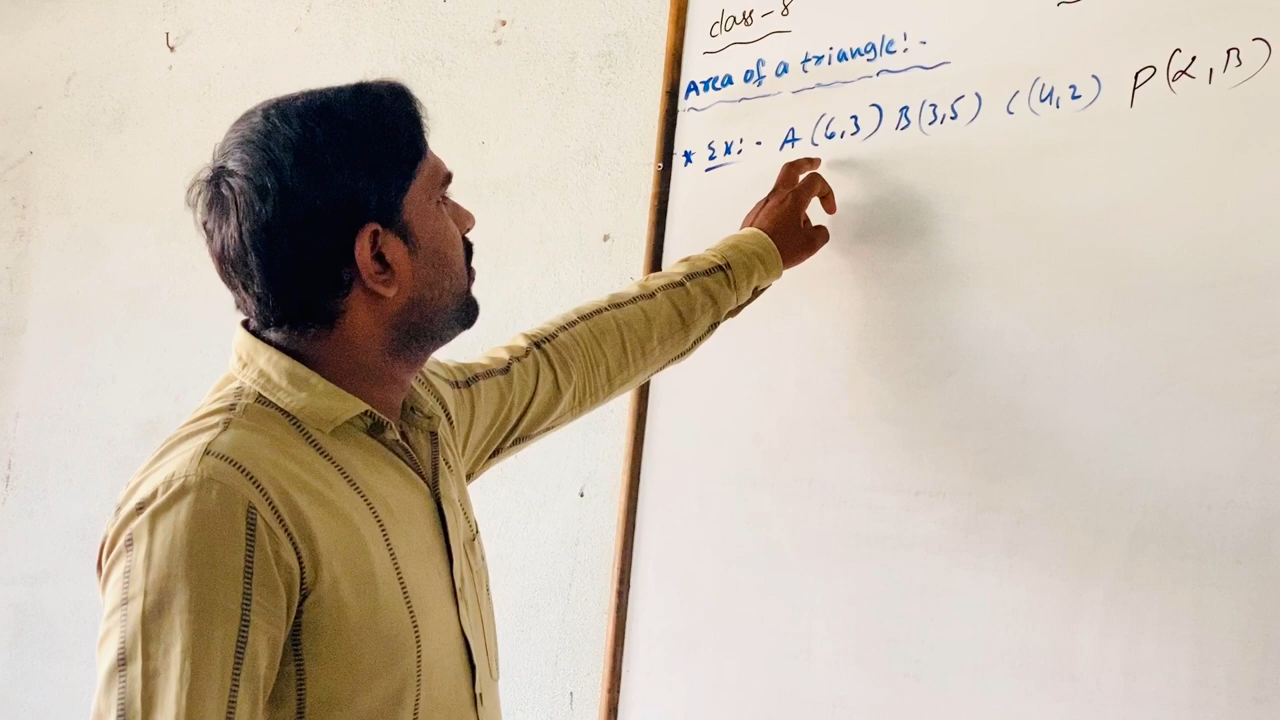 class-8
Area of a triangle:-
* Ex:- A(6,3) B(3,5) C(4,2) P(α,β)